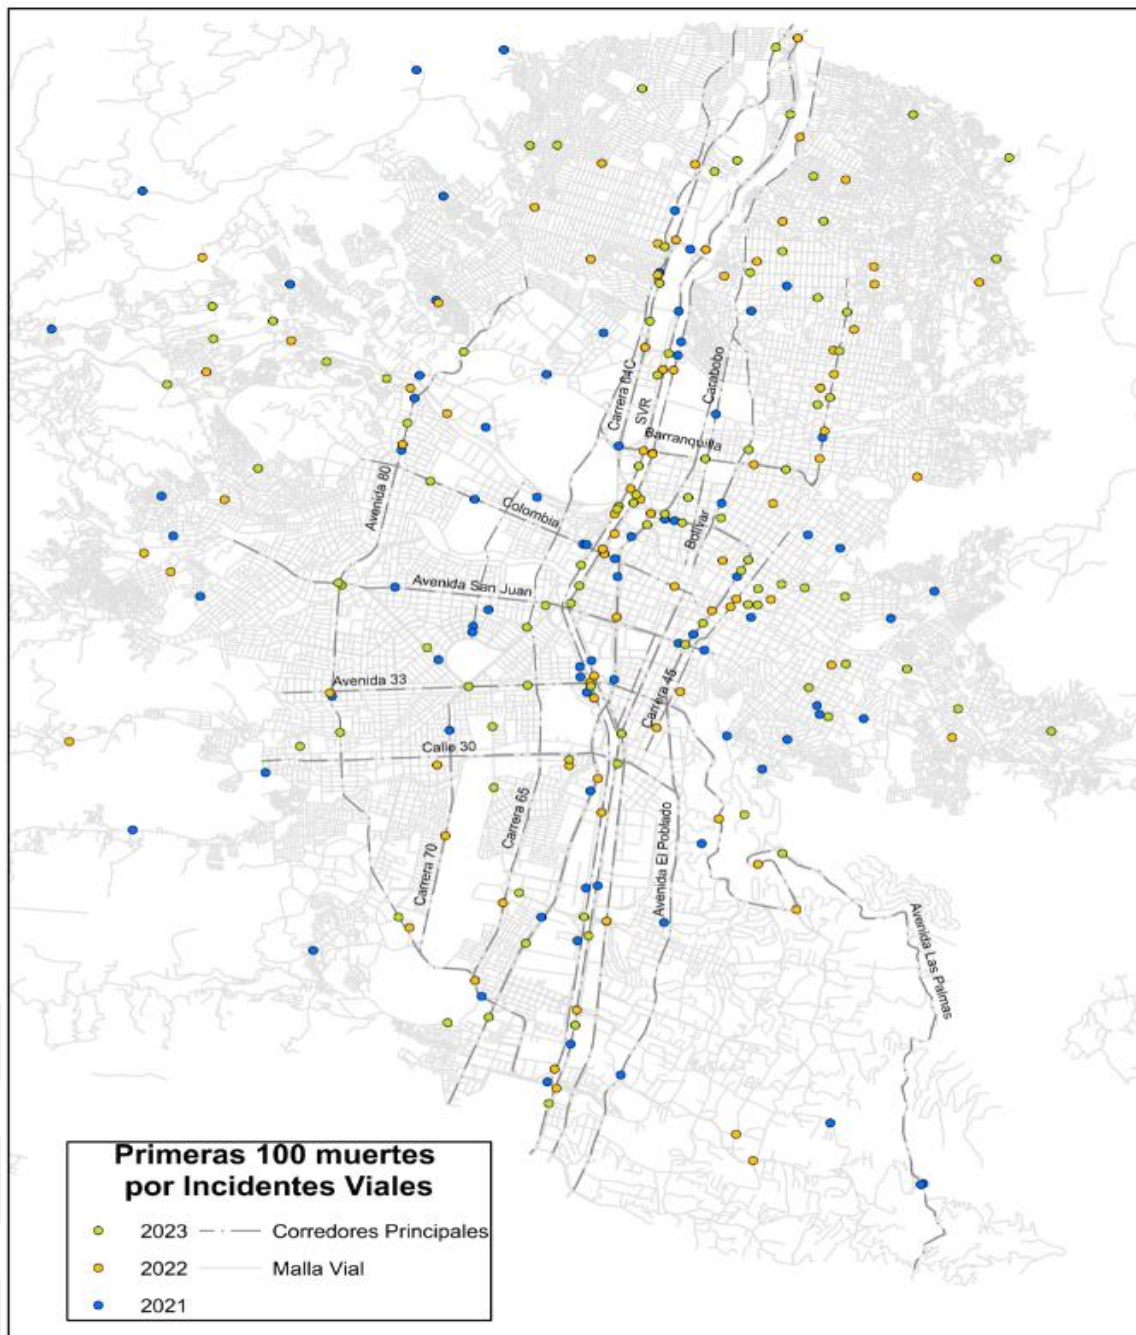 Carrera 64C
SVR
Carabobo
Barranquilla
Avenida 80
Colombia
Bolívar
Avenida San Juan
Avenida 33
Carrera 45
Calle 30
Carrera 65
Carrera 70
Avenida El Poblado
Avenida Las Palmas
Primeras 100 muertes
por Incidentes Viales
2023 Corredores Principales
2022 Malla Vial
2021